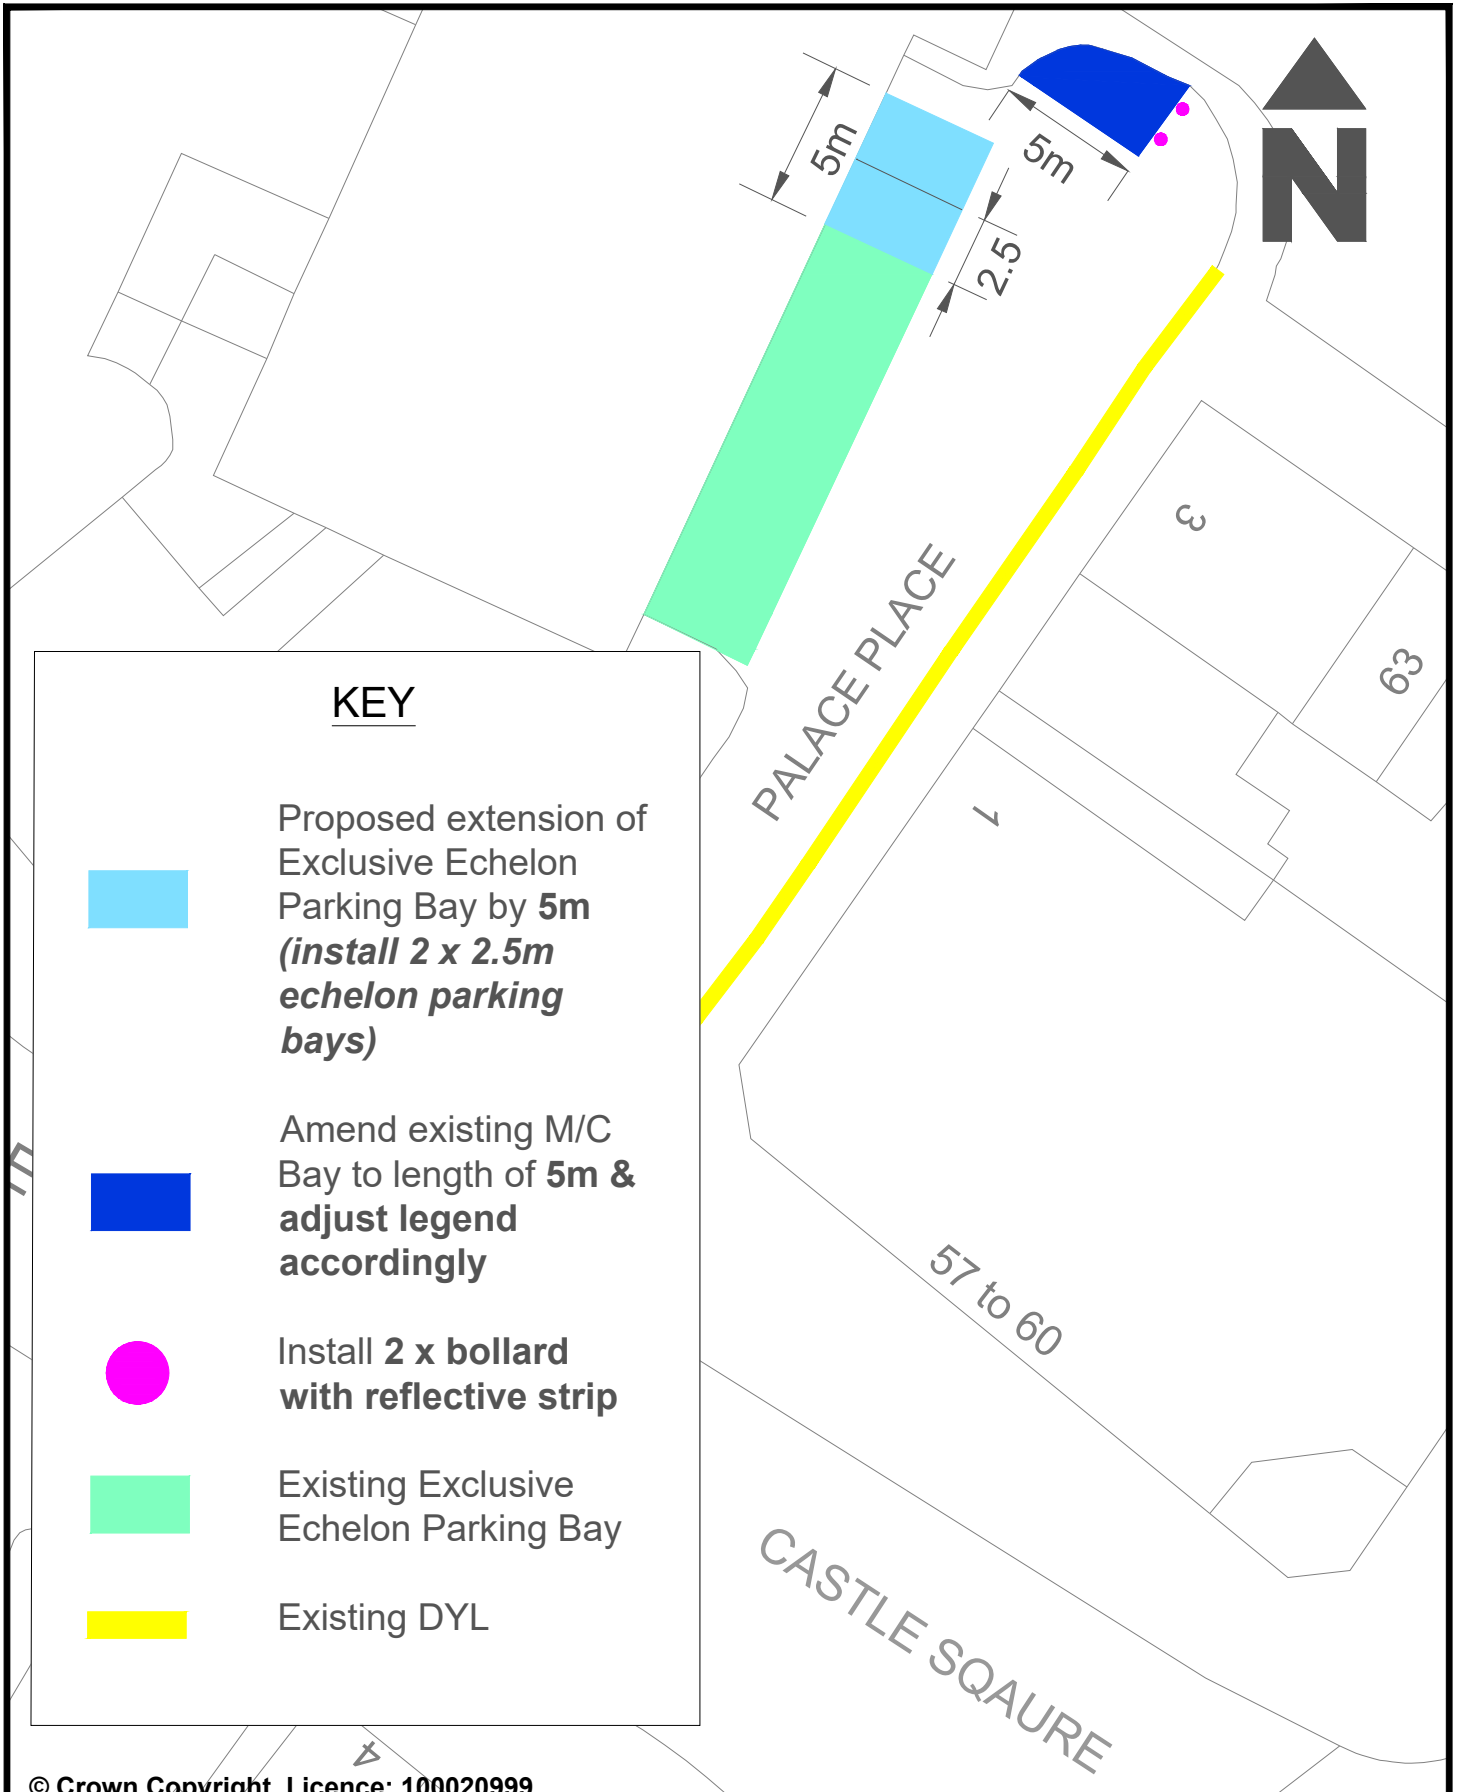 5m
5m
2.5
N
PALACE PLACE
3
63
1
57 to 60
CASTLE SQAURE
4
KEY
Proposed extension of
Exclusive Echelon
Parking Bay by 5m
(install 2 x 2.5m
echelon parking
bays)
Amend existing M/C
Bay to length of 5m &
adjust legend
accordingly
Install 2 x bollard
with reflective strip
Existing Exclusive
Echelon Parking Bay
Existing DYL
© Crown Copyright. Licence: 100020999